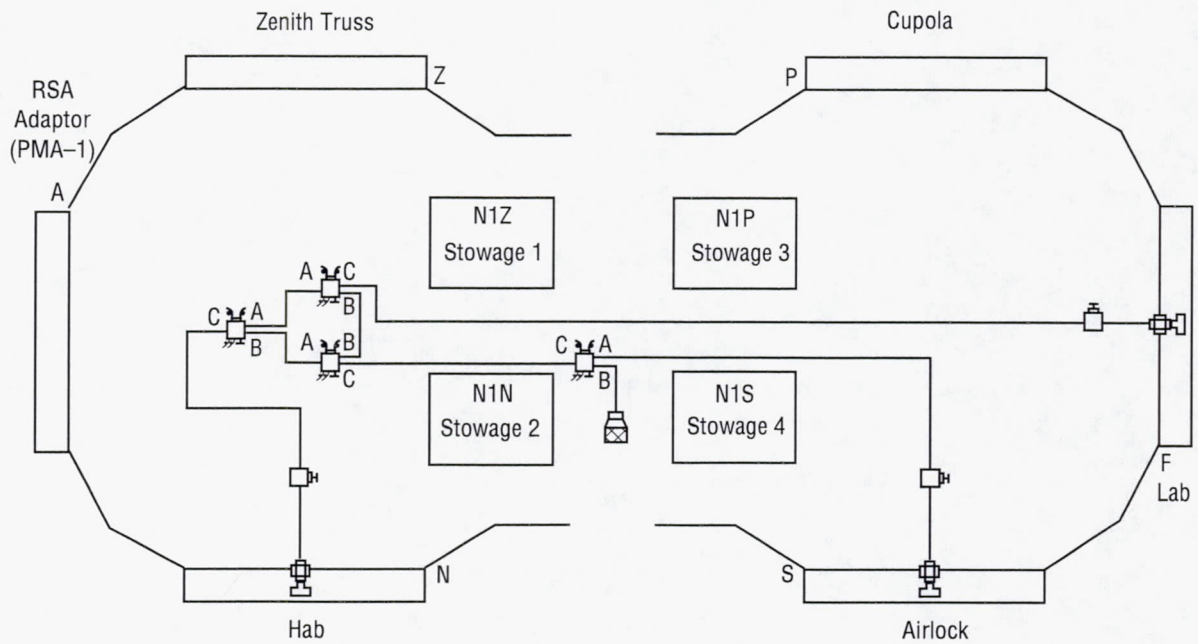 Zenith Truss
Cupola
Z
P
RSA
Adaptor
(PMA–1)
A
N1Z
Stowage 1
N1P
Stowage 3
A
C
B
C
A
B
A
B
C
C
A
B
N1N
Stowage 2
N1S
Stowage 4
F
Lab
N
S
Hab
Airlock